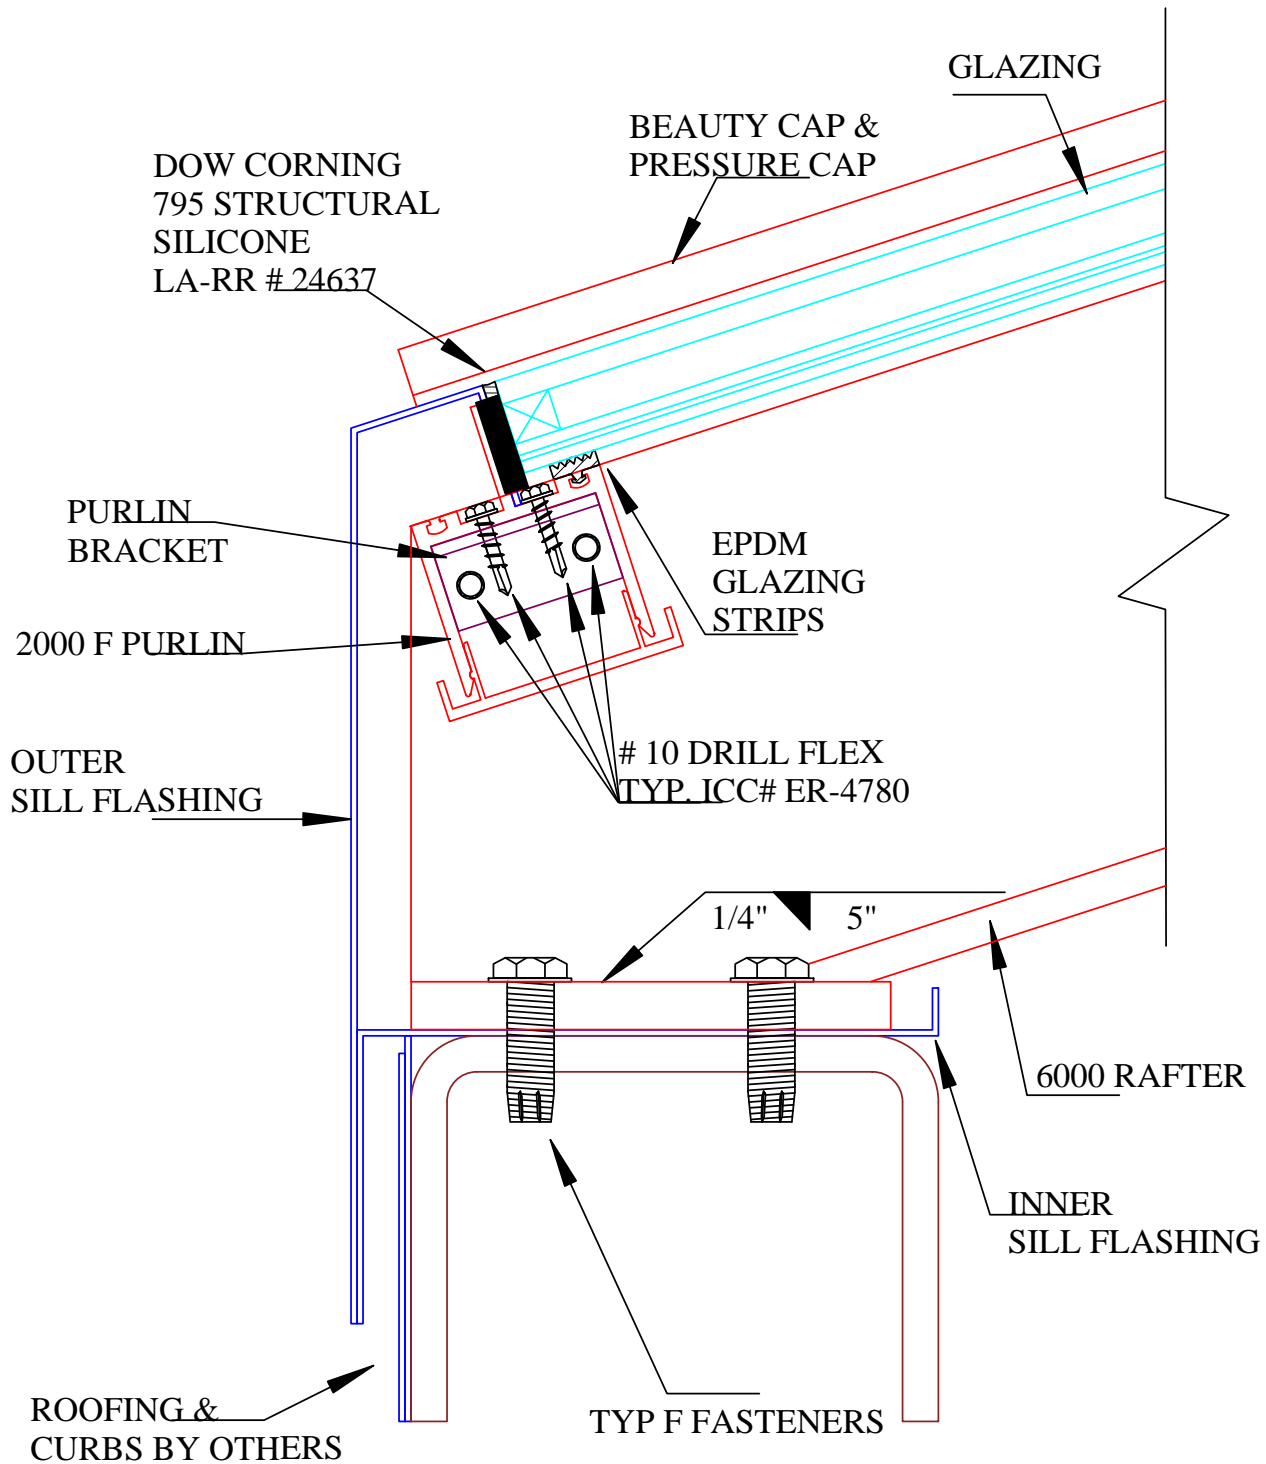 GLAZING
BEAUTY CAP &
PRESSURE CAP
DOW CORNING
795 STRUCTURAL
SILICONE
LA-RR # 24637
PURLIN
BRACKET
EPDM
GLAZING
STRIPS
2000 F PURLIN
# 10 DRILL FLEX
TYP. ICC# ER-4780
OUTER
SILL FLASHING
1/4" 5"
6000 RAFTER
INNER
SILL FLASHING
TYP F FASTENERS
ROOFING &
CURBS BY OTHERS